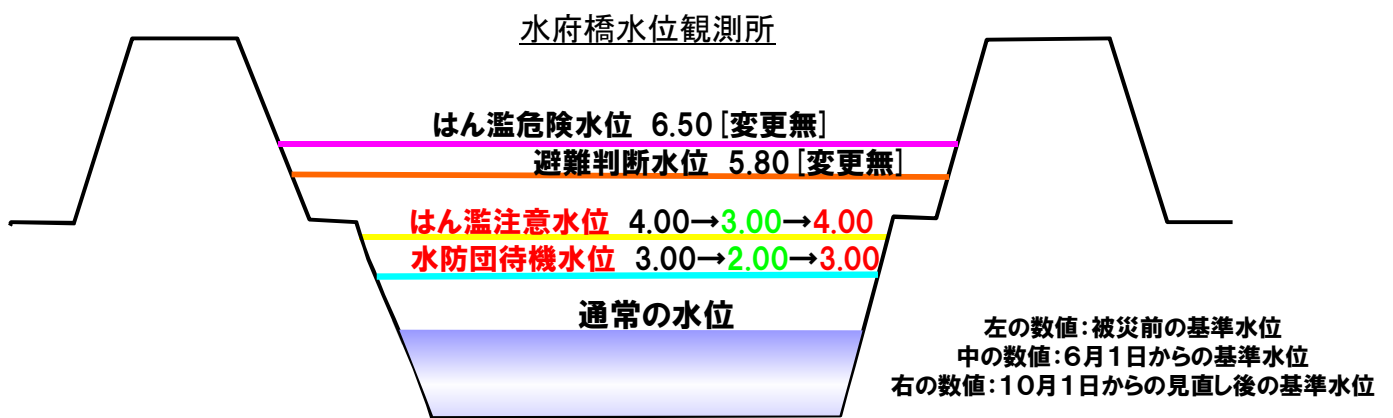 水府橋水位観測所
はん濫危険水位 6.50 [変更無]
避難判断水位 5.80 [変更無]
はん濫注意水位 4.00→3.00→4.00
水防団待機水位 3.00→2.00→3.00
通常の水位
左の数値：被災前の基準水位
中の数値：６月１日からの基準水位
右の数値：１０月１日からの見直し後の基準水位